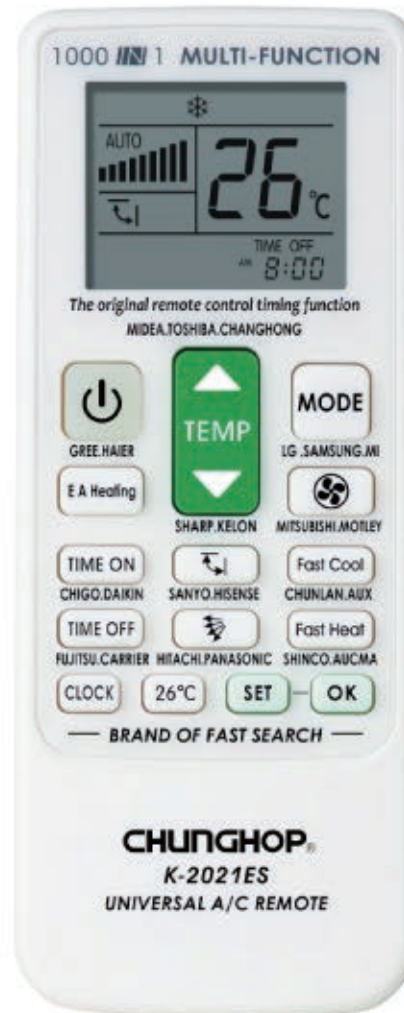 1000 IN 1 MULTI-FUNCTION
AUTO
26°C
TIME OFF
AM 8:00
The original remote control timing function
MIDEA.TOSHIBA.CHANGHONG
TEMP
MODE
GREE.HAIER
LG.SAMSUNG.MI
E A Heating
SHARP.KELON
MITSUBISHI.MOTLEY
TIME ON
Fast Cool
CHIGO.DAIKIN
SANYO.HISENSE
CHUNLAN.AUX
TIME OFF
Fast Heat
FUJITSU.CARRIER
HITACHI.PANASONIC
SHINCO.AUCMA
CLOCK
26°C
SET
OK
BRAND OF FAST SEARCH
CHUNGHOP®
K-2021ES
UNIVERSAL A/C REMOTE